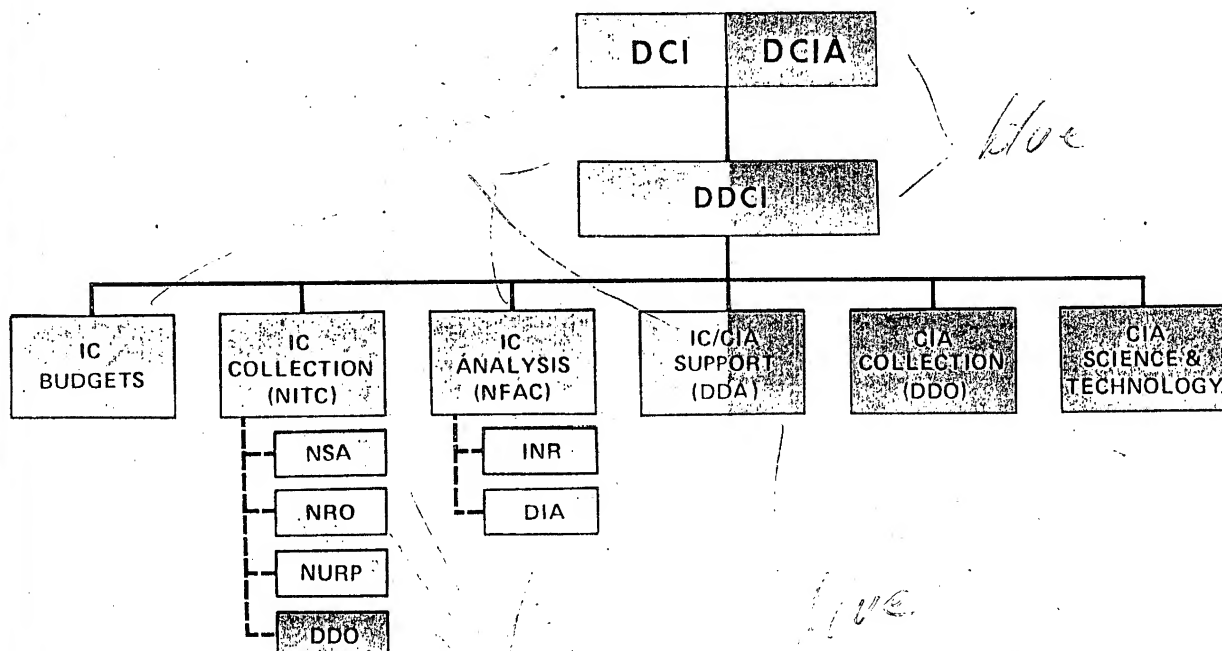 DCI DCIA
blue
DDCI
IC
BUDGETS
IC
COLLECTION
(NITC)
IC
ANALYSIS
(NFAC)
IC/CIA
SUPPORT
(DDA)
CIA
COLLECTION
(DDO)
CIA
SCIENCE &
TECHNOLOGY
NSA
NRO
NURP
DDO
INR
DIA